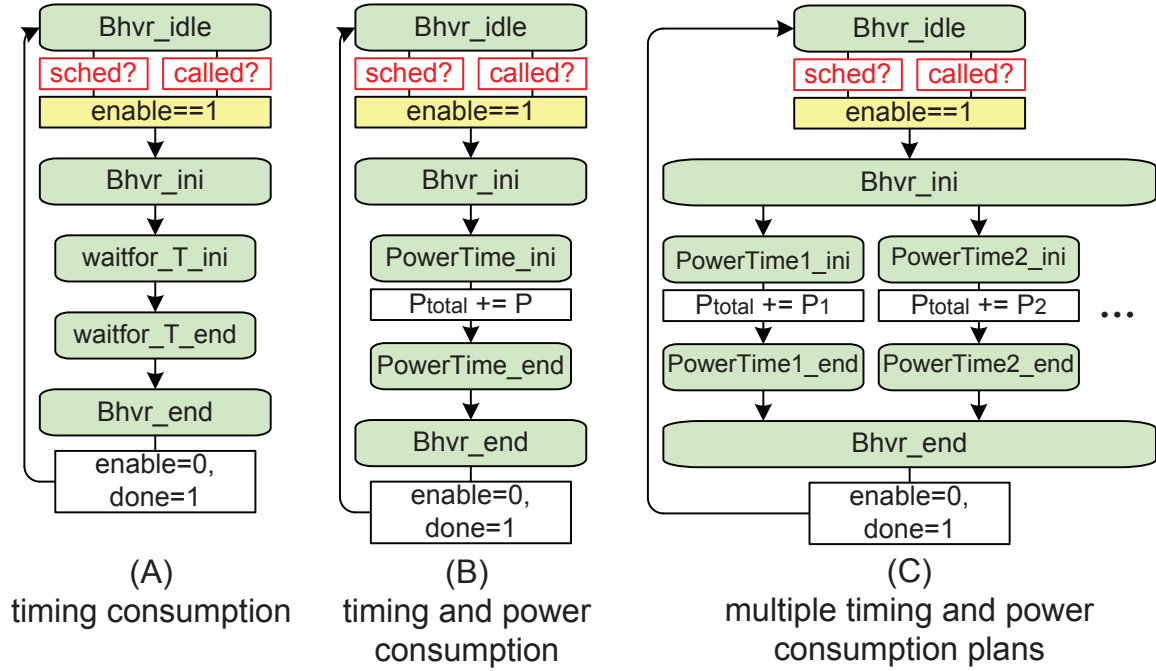 Bhvr_idle
sched? called?
enable==1
Bhvr_ini
waitfor_T_ini
waitfor_T_end
Bhvr_end
enable=0,
done=1
(A)
timing consumption
Bhvr_idle
sched? called?
enable==1
Bhvr_ini
PowerTime_ini
Ptotal += P
PowerTime_end
Bhvr_end
enable=0,
done=1
(B)
timing and power
consumption
Bhvr_idle
sched? called?
enable==1
Bhvr_ini
PowerTime1_ini PowerTime2_ini
Ptotal += P1 Ptotal += P2 ...
PowerTime1_end PowerTime2_end
Bhvr_end
enable=0,
done=1
(C)
multiple timing and power
consumption plans